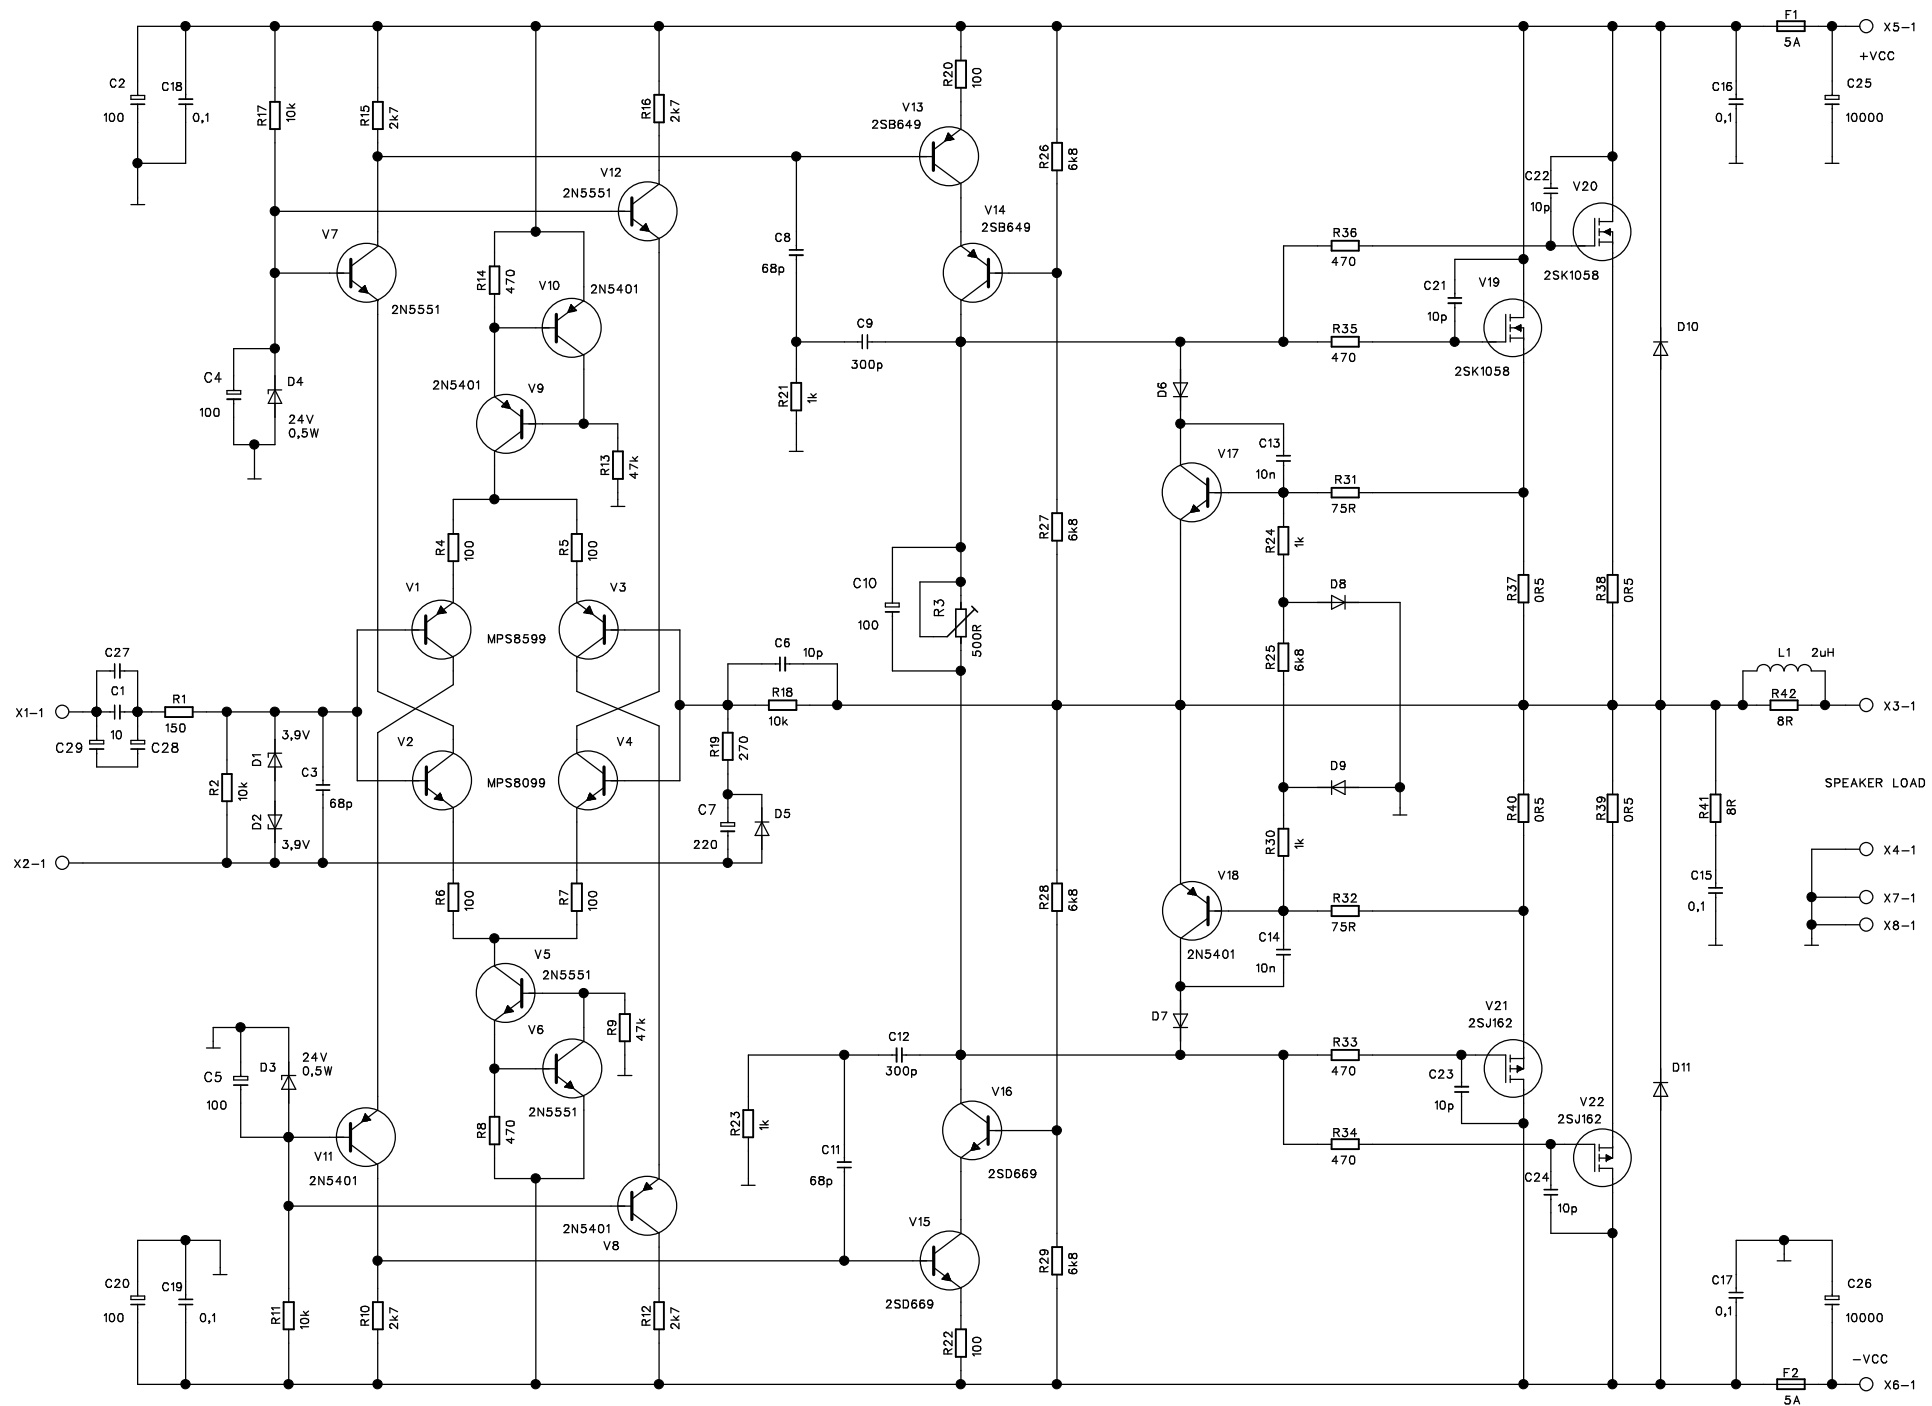 F1
X5-1
5A
+VCC
C2
100
C18
0,1
R17
10k
R15
2k7
R16
2k7
R20
100
V13
2SB649
R26
6k8
C16
0,1
C25
10000
V12
2N5551
C22
10p
V20
2SK1058
V14
2SB649
V7
2N5551
R14
470
V10
2N5401
C8
68p
R36
470
C21
10p
V19
2SK1058
D10
C9
300p
R35
470
C4
100
D4
24V
0,5W
2N5401
V9
R21
1k
D6
R13
47k
C13
10n
V17
R31
75R
R4
100
R5
100
R27
6k8
R24
1k
V1
V3
MPS8599
C10
100
R3
500R
D8
R37
0R5
R38
0R5
C27
C1
10
C29
C28
X1-1
R1
150
C6
10p
R18
10k
R25
6k8
L1
2uH
R42
8R
X3-1
3,9V
D1
V2
V4
MPS8099
R19
270
R2
10k
C3
68p
D2
3,9V
C7
220
D5
D9
R40
0R5
R39
0R5
R41
8R
SPEAKER LOAD
X2-1
R30
1k
X4-1
R6
100
R7
100
R28
6k8
V18
2N5401
R32
75R
C14
10n
C15
0,1
X7-1
X8-1
V5
2N5551
V6
2N5551
R9
47k
D7
V21
2SJ162
C5
100
D3
24V
0,5W
C12
300p
R33
470
C23
10p
D11
R8
470
R23
1k
V16
2SD669
V22
2SJ162
V11
2N5401
C11
68p
R34
470
C24
10p
2N5401
V8
V15
2SD669
R29
6k8
C20
100
C19
0,1
R11
10k
R10
2k7
R12
2k7
R22
100
C17
0,1
C26
10000
-VCC
F2
X6-1
5A